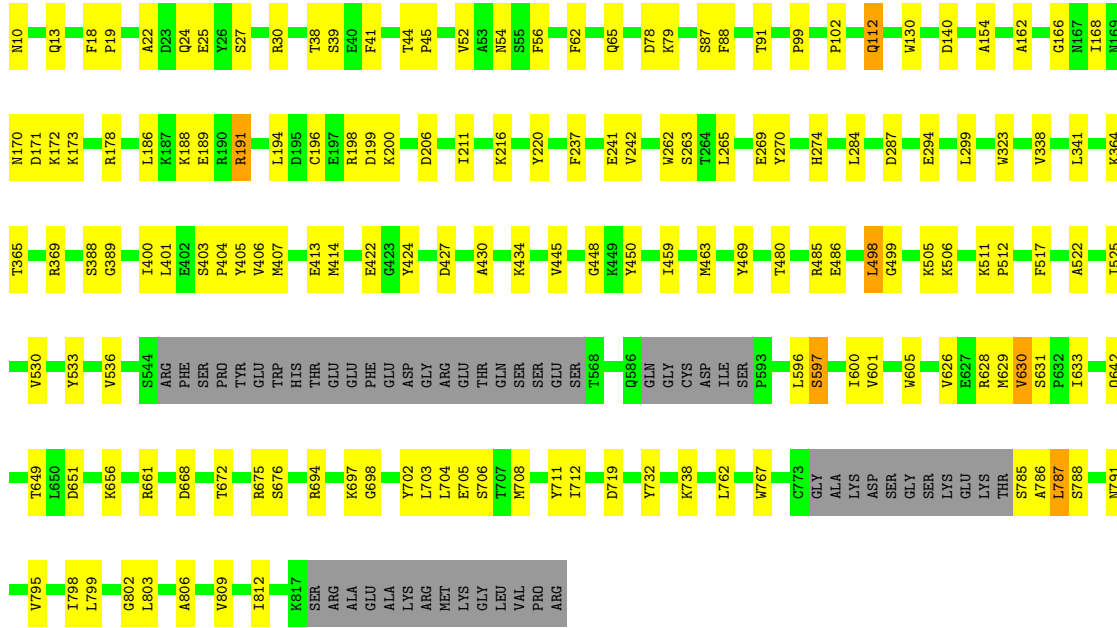 N10 Q13 F18 P19 A22 D23 Q24 E25 Y26 S27 R30 T38 S39 E40 F41 T44 P45 V52 A53 N54 S55 F56 F62 Q65 D78 K79 S87 F88 T91 P99 P102 Q112 W130 D140 A154 A162 G166 N167 I168 N169
N170 D171 K172 K173 R178 L186 K187 K188 E189 R190 R191 L194 D195 C196 E197 R198 D199 K200 D206 I211 K216 Y220 F237 E241 V242 W262 S263 T264 L265 E269 Y270 H274 L284 D287 E294 L299 W323 V338 L341 K364
T365 R369 S388 G389 I400 L401 E402 S403 P404 Y405 V406 M407 E413 M414 E422 G423 Y424 D427 A430 K434 V445 G448 K449 Y450 I459 M463 Y469 T480 R485 E486 L498 G499 K505 K506 K511 P512 F517 A522 I525
V530 Y533 V536 S544 ARG PHE SER PRO TYR GLU TRP HIS THR GLU GLU PHE GLU ASP GLY ARG GLU THR GLN SER SER GLU SER T568 Q586 GLN GLY CYS ASP ILE SER P593 L596 S597 I600 V601 W605 V626 E627 R628 M629 V630 S631 P632 I633 Q642
T649 L650 D651 K656 R661 D668 T672 R675 S676 R694 K697 G698 Y702 L703 L704 E705 S706 T707 M708 Y711 I712 D719 Y732 K738 L762 W767 C773 GLY ALA LYS ASP SER GLY SER LYS GLU LYS THR S785 A786 L787 S788 N791
V795 I798 L799 G802 L803 A806 V809 I812 K817 SER ARG ALA GLU ALA LYS ARG MET LYS GLY LEU VAL PRO ARG